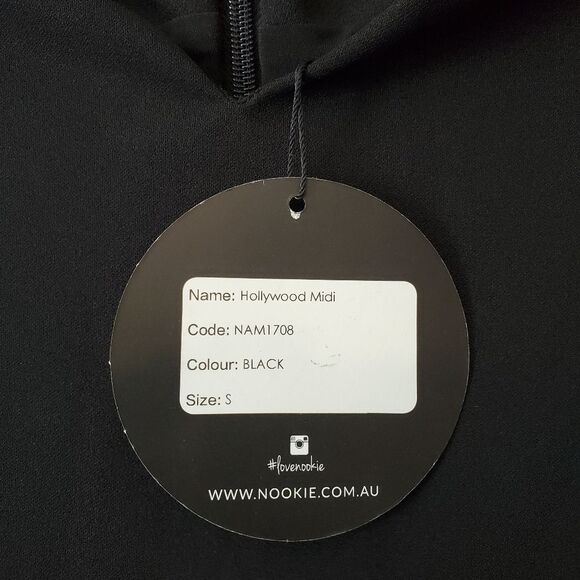 Name: Hollywood Midi
Code: NAM1708
Colour: BLACK
Size: S
#lovenookie
WWW.NOOKIE.COM.AU